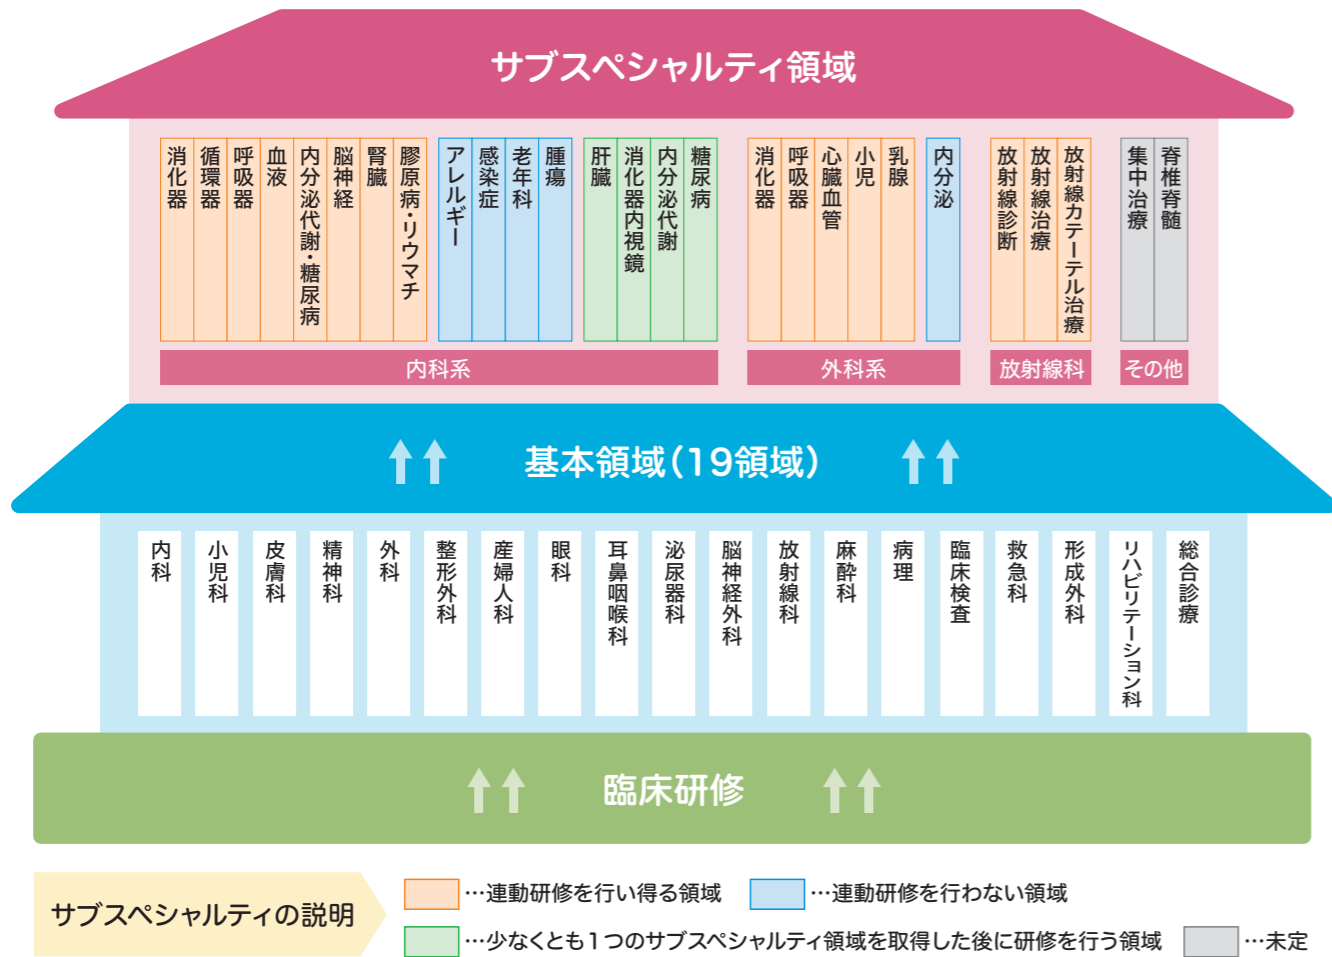 サブスペシャルティ領域
消化器
循環器
呼吸器
血液
内分泌代謝・糖尿病
脳神経
腎臓
膠原病・リウマチ
アレルギー
感染症
老年科
腫瘍
肝臓
消化器内視鏡
内分泌代謝
糖尿病
内科系
消化器
呼吸器
心臓血管
小児
乳腺
内分泌
外科系
放射線診断
放射線治療
放射線カテーテル治療
放射線科
集中治療
脊椎脊髄
その他
基本領域（19領域）
内科
小児科
皮膚科
精神科
外科
整形外科
産婦人科
眼科
耳鼻咽喉科
泌尿器科
脳神経外科
放射線科
麻酔科
病理
臨床検査
救急科
形成外科
リハビリテーション科
総合診療
臨床研修
サブスペシャルティの説明
…連動研修を行い得る領域
…連動研修を行わない領域
…少なくとも1つのサブスペシャルティ領域を取得した後に研修を行う領域
…未定